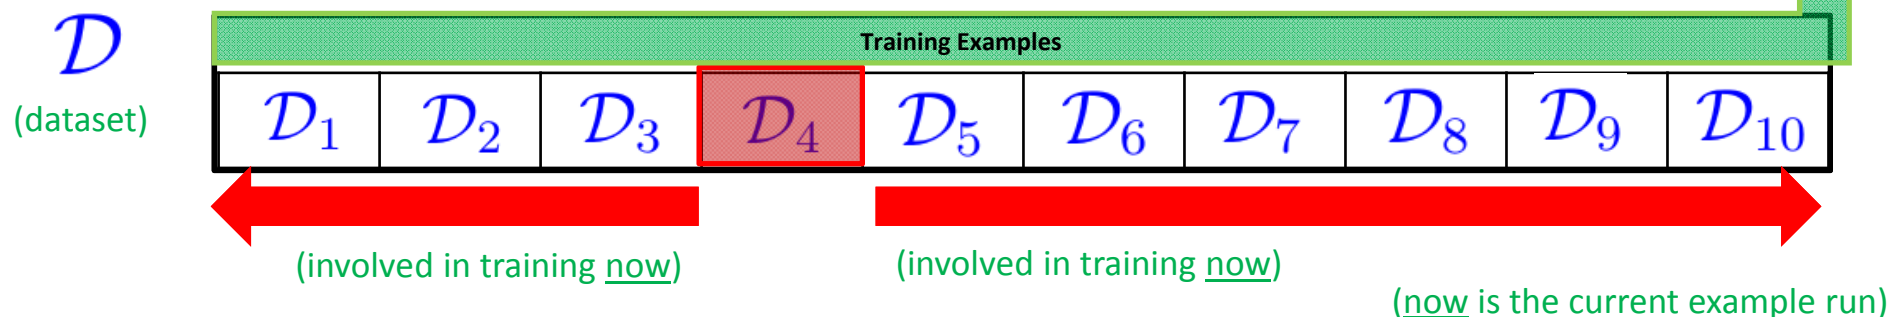 𝒟
(dataset)
Training Examples
𝒟₁ 𝒟₂ 𝒟₃ 𝒟₄ 𝒟₅ 𝒟₆ 𝒟₇ 𝒟₈ 𝒟₉ 𝒟₁₀
(involved in training now) (involved in training now)
(now is the current example run)